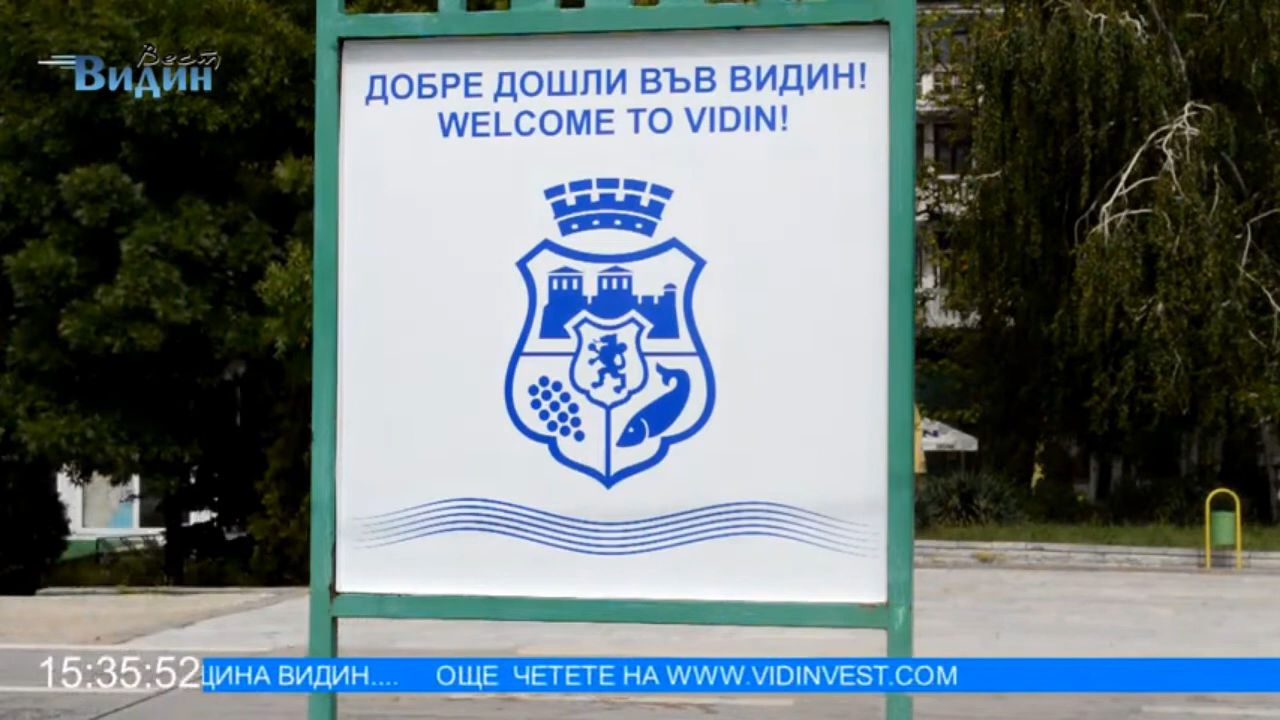 Вест
Видин
ДОБРЕ ДОШЛИ ВЪВ ВИДИН!
WELCOME TO VIDIN!
15:35:52
ЩИНА ВИДИН.... ОЩЕ ЧЕТЕТЕ НА WWW.VIDINVEST.COM